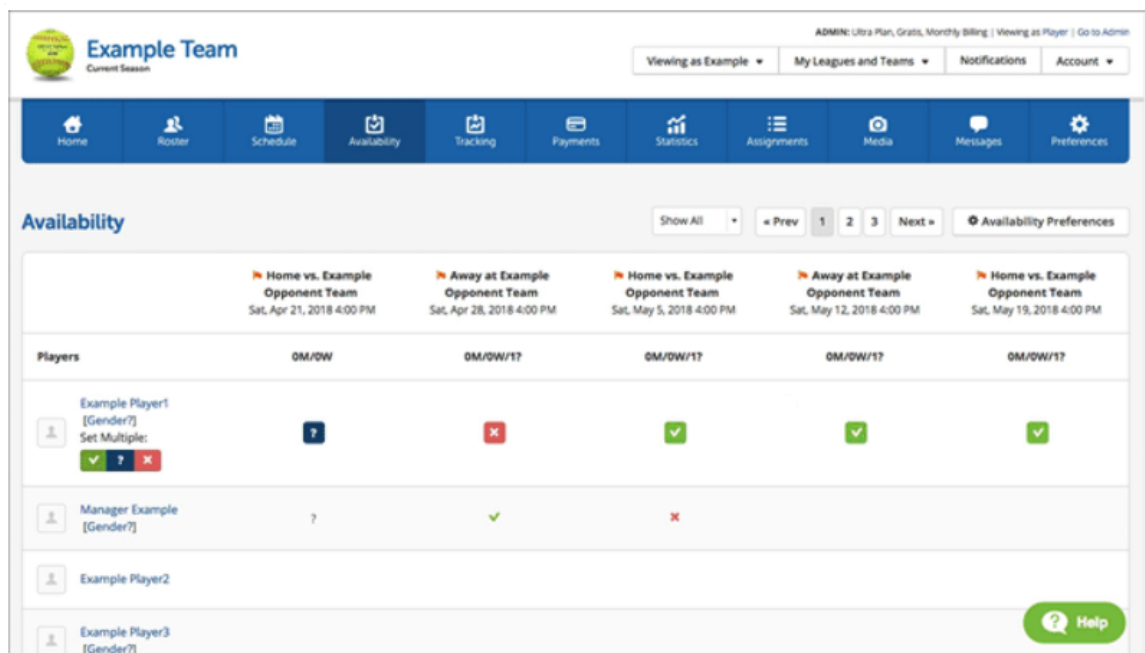 ADMIN: Ultra Plan, Gratis, Monthly Billing | Viewing as Player | Go to Admin
Example Team
Current Season
Viewing as Example
My Leagues and Teams
Notifications
Account
Home
Roster
Schedule
Availability
Tracking
Payments
Statistics
Assignments
Media
Messages
Preferences
Availability
Show All
« Prev
1
2
3
Next »
Availability Preferences
Home vs. Example
Opponent Team
Sat, Apr 21, 2018 4:00 PM
Away at Example
Opponent Team
Sat, Apr 28, 2018 4:00 PM
Home vs. Example
Opponent Team
Sat, May 5, 2018 4:00 PM
Away at Example
Opponent Team
Sat, May 12, 2018 4:00 PM
Home vs. Example
Opponent Team
Sat, May 19, 2018 4:00 PM
Players
0M/0W
0M/0W/1?
0M/0W/1?
0M/0W/1?
0M/0W/1?
Example Player1
[Gender?]
Set Multiple:
?
?
Manager Example
[Gender?]
?
Example Player2
Example Player3
[Gender?]
? Help